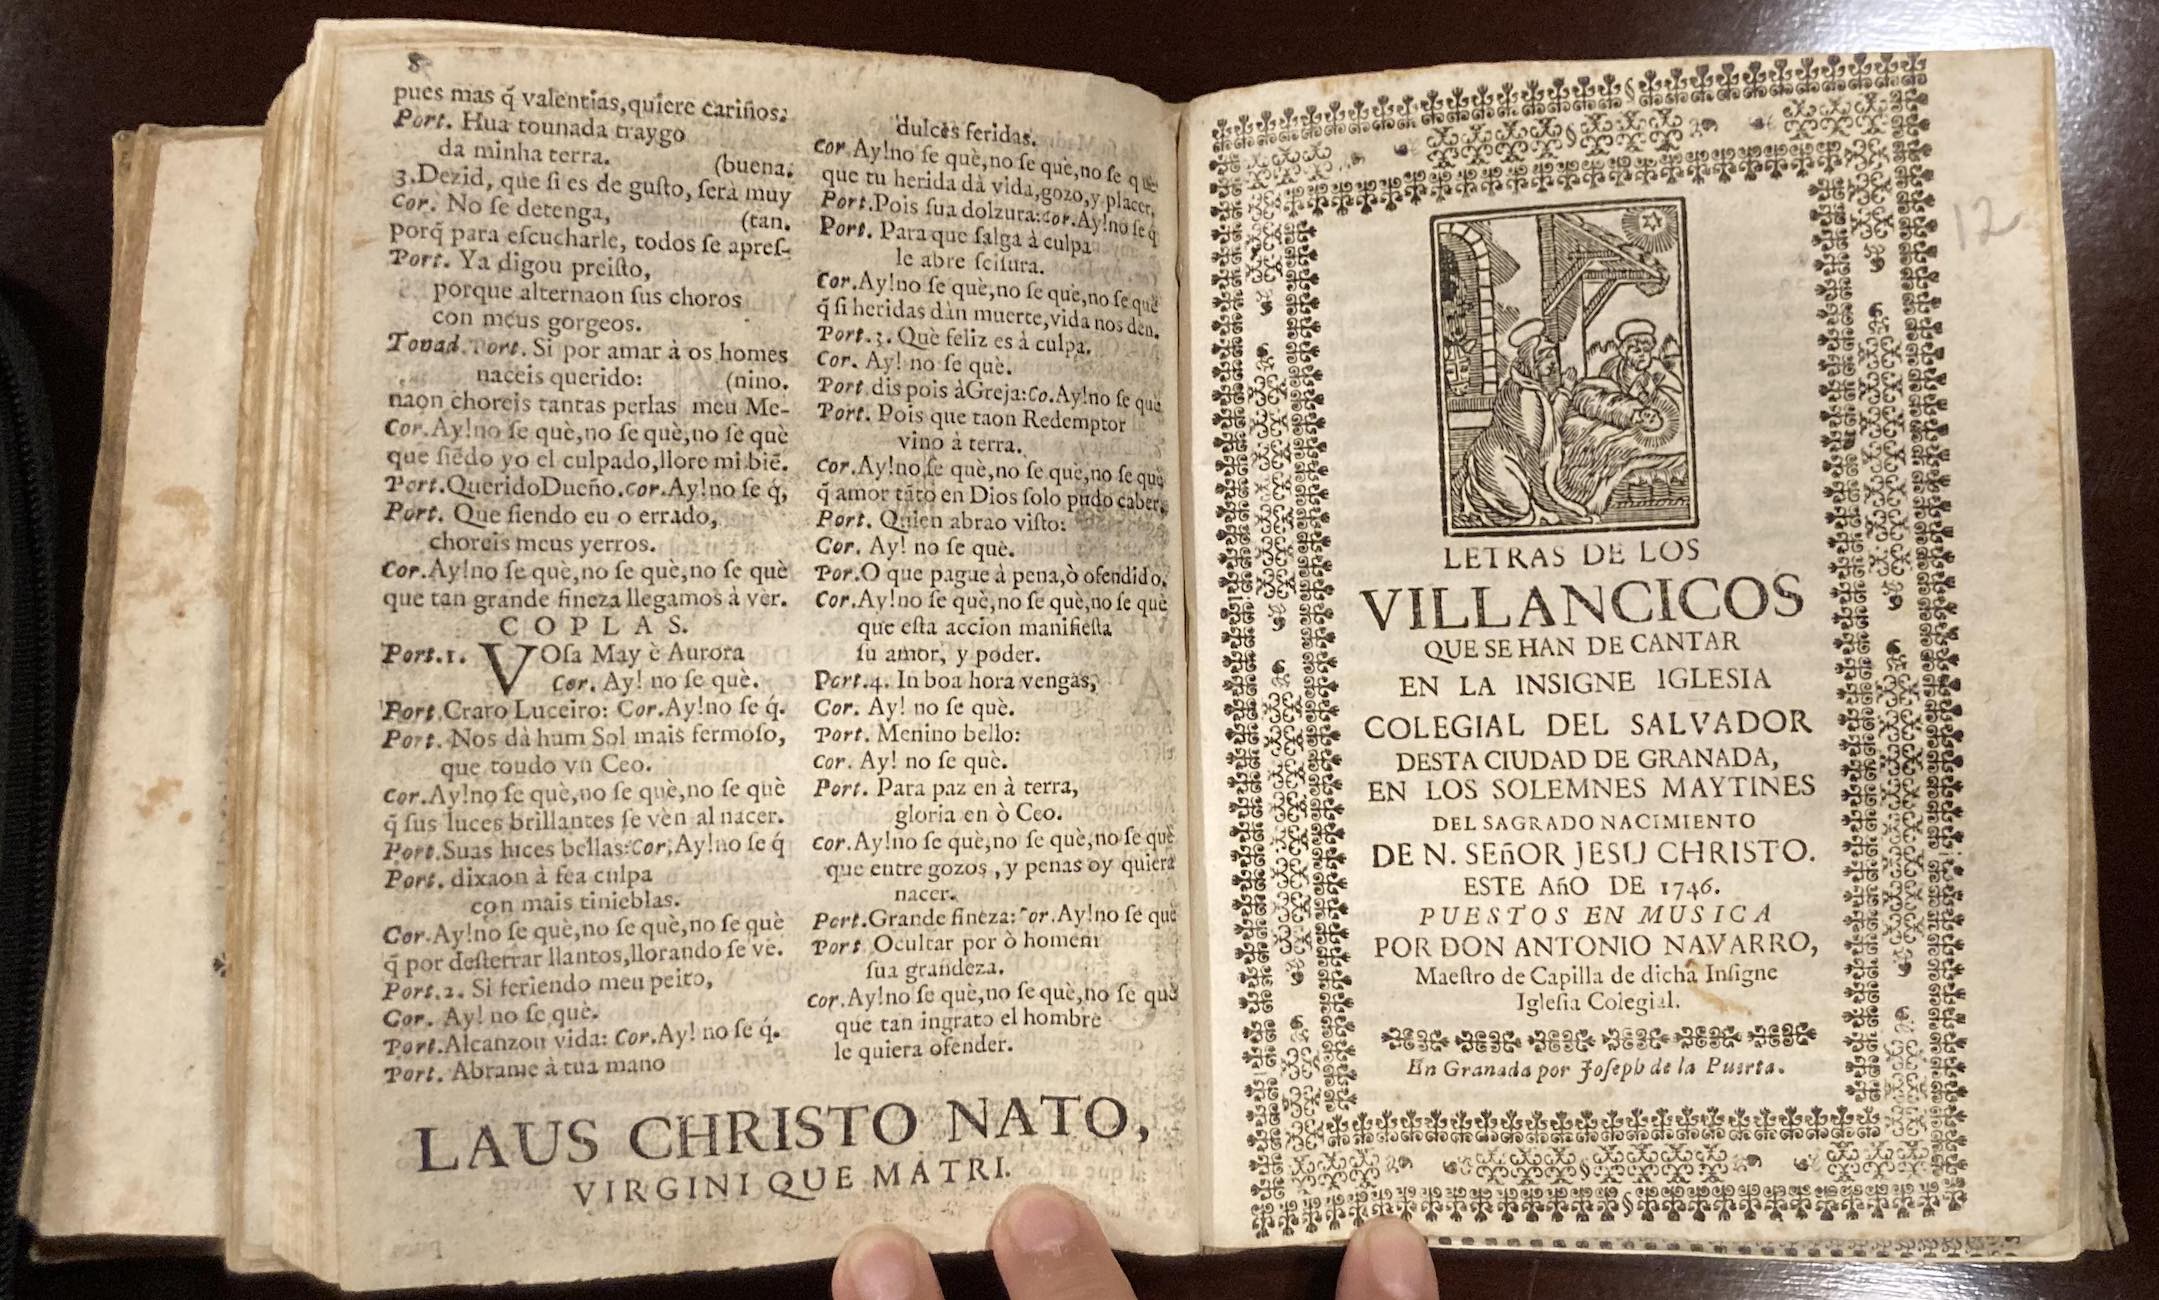 8
pues mas q̃ valentias,quiere cariños:
Port. Hua tounada traygo
da minha terra.
(buena:
3.Dezid, que si es de gusto, serà muy
Cor. No se detenga,
(tan.
porq̃ para escucharle, todos se apres-
Port. Ya digou preisto,
porque alternaon sus choros
con meus gorgeos.
Tonad. Port. Si por amar à os homes
naceis querido:
(nino.
naon choreis tantas perlas meu Me-
Cor.Ay!no se què,no se què,no se què
que siẽdo yo el culpado,llore mi biẽ.
Port.QueridoDueño.Cor.Ay!no se q̃,
Port. Que siendo eu o errado,
choreis meus yerros.
Cor.Ay!no se què,no se què,no se què
que tan grande fineza llegamos à vèr.
COPLAS.
Port.1. VOsa May è Aurora
Cor. Ay! no se què.
Port.Craro Luceiro: Cor.Ay!no se q̃.
Port. Nos dà hum Sol mais fermoso,
que toudo vn Ceo.
Cor.Ay!no se què,no se què,no se què
q̃ sus luces brillantes se vèn al nacer.
Port.Suas luces bellas:Cor.Ay!no se q̃
Port. dixaon à fea culpa
con mais tinieblas.
Cor.Ay!no se què,no se què,no se què
q̃ por desterrar llantos,llorando se vè.
Port.2. Si feriendo meu peito,
Cor. Ay! no se què.
Port.Alcanzou vida: Cor.Ay! no se q̃.
Port. Abrame à tua mano
dulces feridas.
Cor.Ay!no se què,no se què,no se què
que tu herida dà vida,gozo,y placer,
Port.Pois sua dolzura:Cor.Ay!no se q̃
Port. Para que salga à culpa
le abre scisura.
Cor.Ay!no se què,no se què,no se què
q̃ si heridas dàn muerte,vida nos dèn.
Port.3. Què feliz es à culpa.
Cor. Ay! no se què.
Port dis pois àGreja:Co.Ay!no se què
Port. Pois que taon Redemptor
vino à terra.
Cor.Ay!no se què,no se què,no se què
q̃ amor tãto en Dios solo pudo caber.
Port. Quien abrao visto:
Cor. Ay! no se què.
Por.O que pague à pena,ò ofendido.
Cor.Ay!no se què,no se què,no se què
que esta accion manifiesta
su amor, y poder.
Port.4. In boa hora vengas,
Cor. Ay! no se què.
Port. Menino bello:
Cor. Ay! no se què.
Port. Para paz en à terra,
gloria en ò Ceo.
Cor.Ay!no se què,no se què,no se què
que entre gozos , y penas oy quiera
nacer.
Port.Grande fineza: Cor.Ay!no se què
Port. Ocultar por ò homem
sua grandeza.
Cor.Ay!no se què,no se què,no se què
que tan ingrato el hombre
le quiera ofender.
LAUS CHRISTO NATO,
VIRGINI QUE MATRI.
12
LETRAS DE LOS
VILLANCICOS
QUE SE HAN DE CANTAR
EN LA INSIGNE IGLESIA
COLEGIAL DEL SALVADOR
DESTA CIUDAD DE GRANADA,
EN LOS SOLEMNES MAYTINES
DEL SAGRADO NACIMIENTO
DE N. SEñOR JESU CHRISTO.
ESTE Año DE 1746.
PUESTOS EN MUSICA
POR DON ANTONIO NAVARRO,
Maestro de Capilla de dicha Insigne
Iglesia Colegial.
En Granada por Joseph de la Puerta.